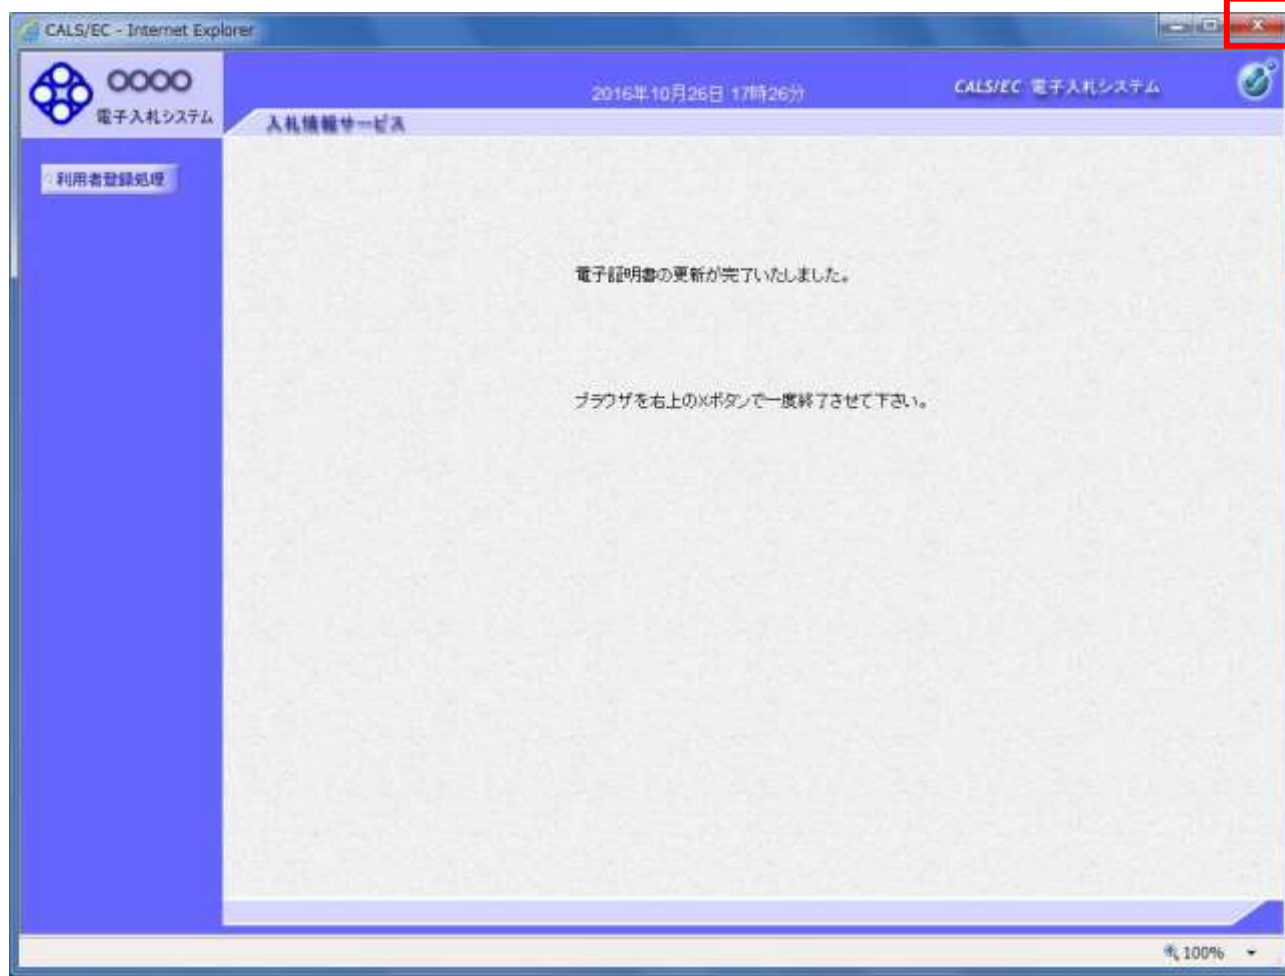 CALS/EC - Internet Explorer
〇〇〇〇
電子入札システム
2016年10月26日 17時26分
CALS/EC 電子入札システム
入札情報サービス
利用者登録処理
電子証明書の更新が完了いたしました。
ブラウザを右上の×ボタンで一度終了させて下さい。
100%